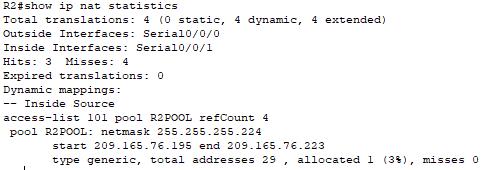 R2#show ip nat statistics
Total translations: 4 (0 static, 4 dynamic, 4 extended)
Outside Interfaces: Serial0/0/0
Inside Interfaces: Serial0/0/1
Hits: 3  Misses: 4
Expired translations: 0
Dynamic mappings:
-- Inside Source
access-list 101 pool R2POOL refCount 4
 pool R2POOL: netmask 255.255.255.224
       start 209.165.76.195 end 209.165.76.223
       type generic, total addresses 29 , allocated 1 (3%), misses 0